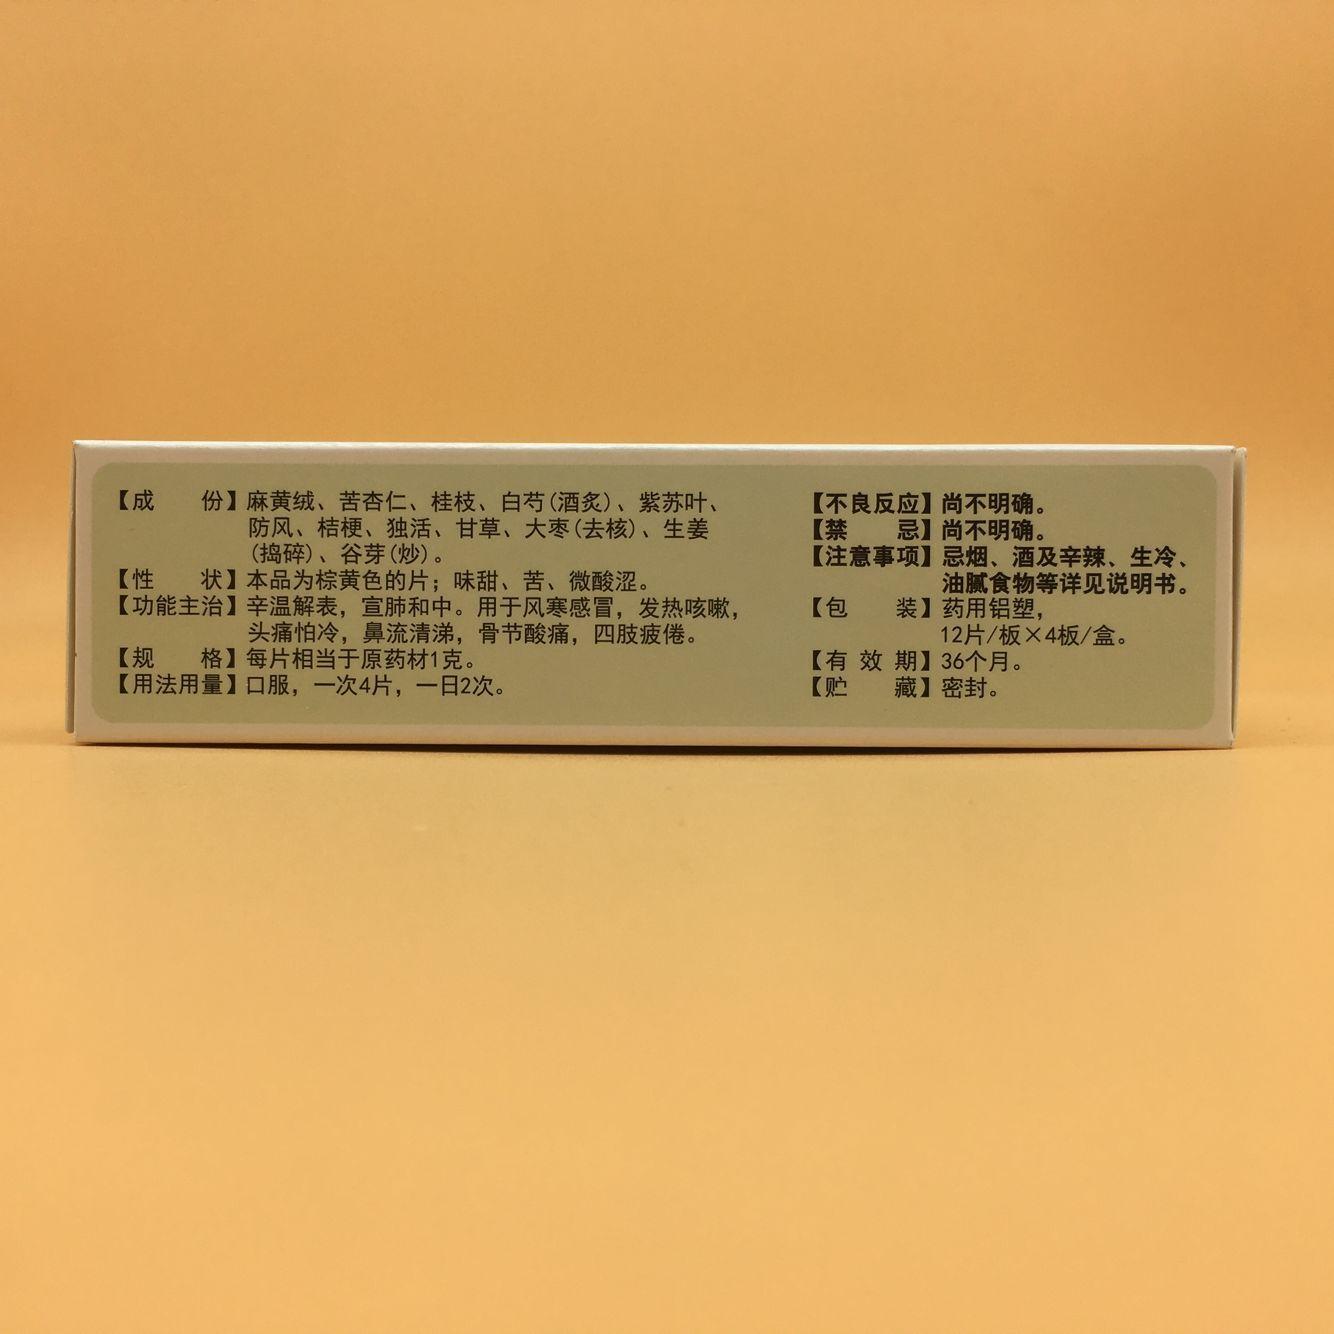 【成 份】麻黄绒、苦杏仁、桂枝、白芍(酒炙)、紫苏叶、
防风、桔梗、独活、甘草、大枣(去核)、生姜
(捣碎)、谷芽(炒)。
【性 状】本品为棕黄色的片；味甜、苦、微酸涩。
【功能主治】辛温解表，宣肺和中。用于风寒感冒，发热咳嗽，
头痛怕冷，鼻流清涕，骨节酸痛，四肢疲倦。
【规 格】每片相当于原药材1克。
【用法用量】口服，一次4片，一日2次。
【不良反应】尚不明确。
【禁 忌】尚不明确。
【注意事项】忌烟、酒及辛辣、生冷、
油腻食物等详见说明书。
【包 装】药用铝塑，
12片/板×4板/盒。
【有 效 期】36个月。
【贮 藏】密封。